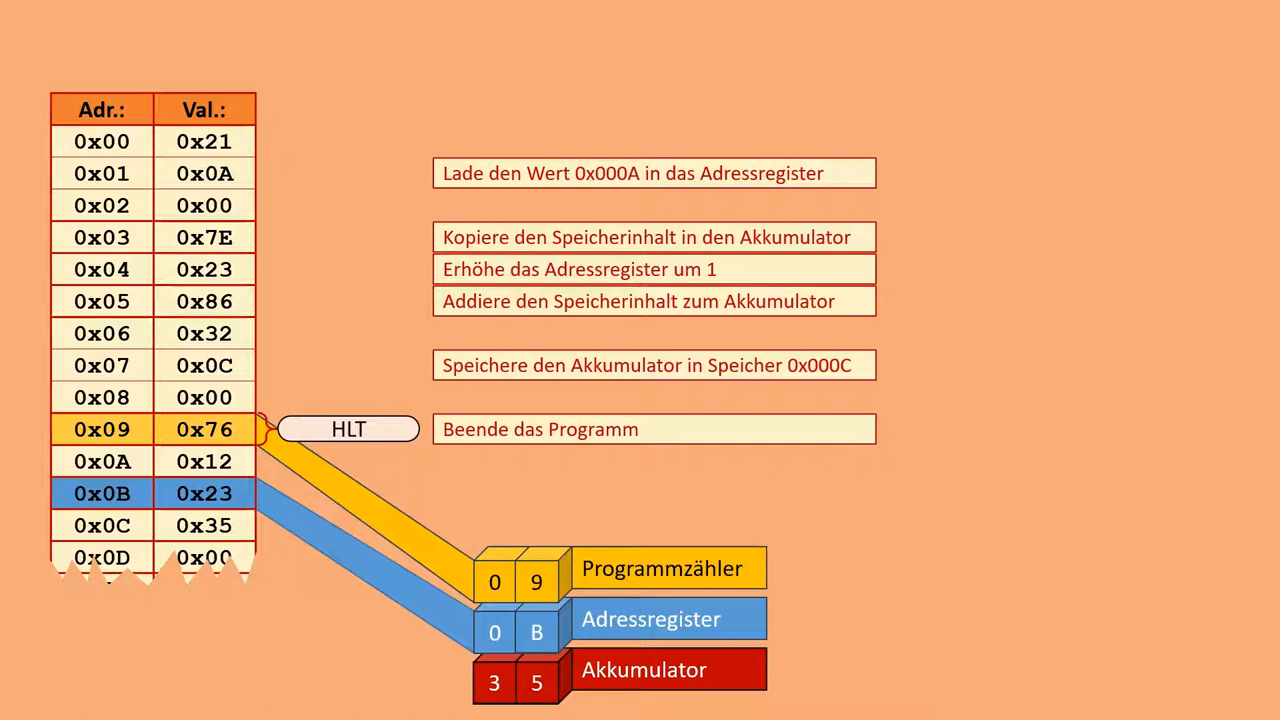 Adr.: Val.:
0x00 0x21
0x01 0x0A Lade den Wert 0x000A in das Adressregister
0x02 0x00
0x03 0x7E Kopiere den Speicherinhalt in den Akkumulator
0x04 0x23 Erhöhe das Adressregister um 1
0x05 0x86 Addiere den Speicherinhalt zum Akkumulator
0x06 0x32
0x07 0x0C Speichere den Akkumulator in Speicher 0x000C
0x08 0x00
0x09 0x76 HLT Beende das Programm
0x0A 0x12
0x0B 0x23
0x0C 0x35
0x0D 0x00
0 9 Programmzähler
0 B Adressregister
3 5 Akkumulator